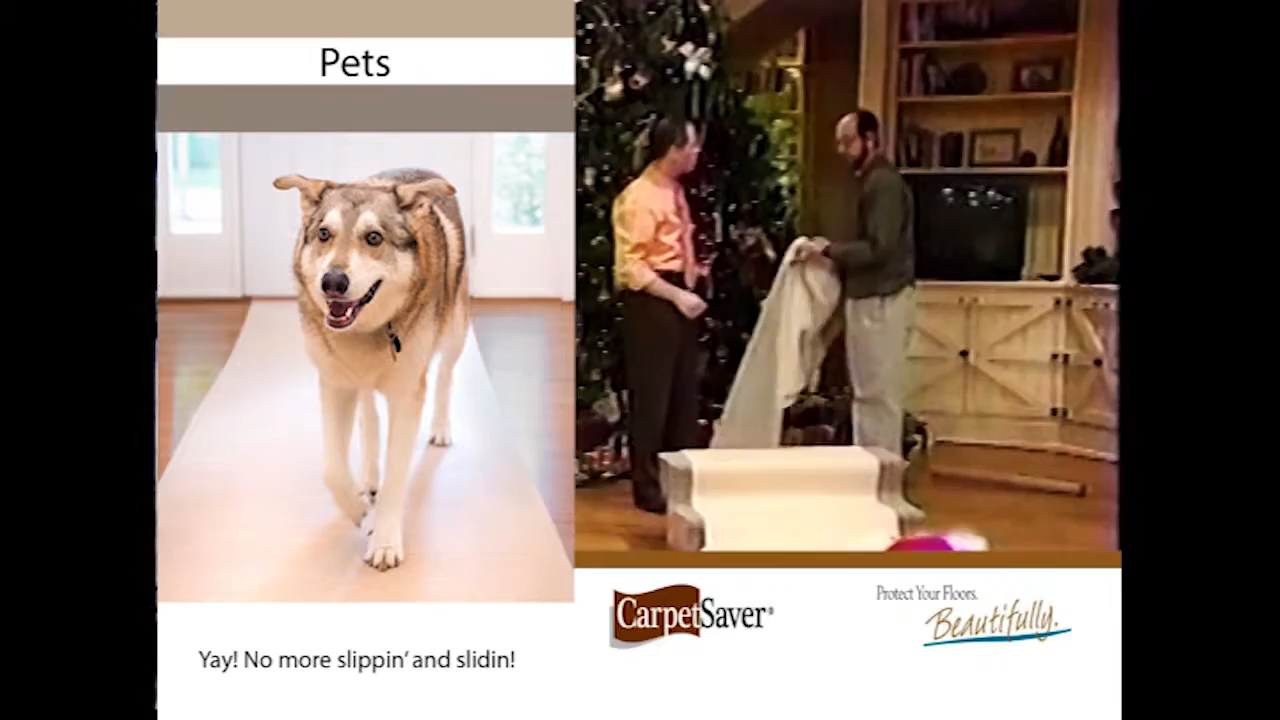 Pets
Yay! No more slippin' and slidin!
CarpetSaver®
Protect Your Floors.
Beautifully.